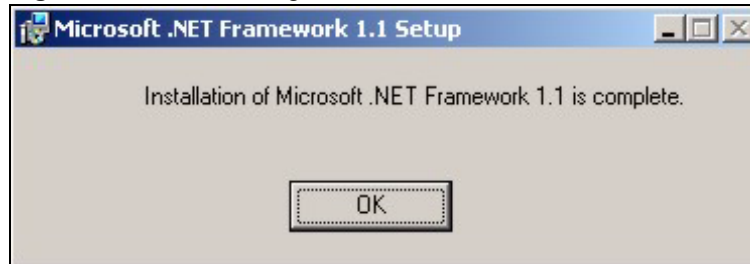 Microsoft .NET Framework 1.1 Setup
Installation of Microsoft .NET Framework 1.1 is complete.
OK